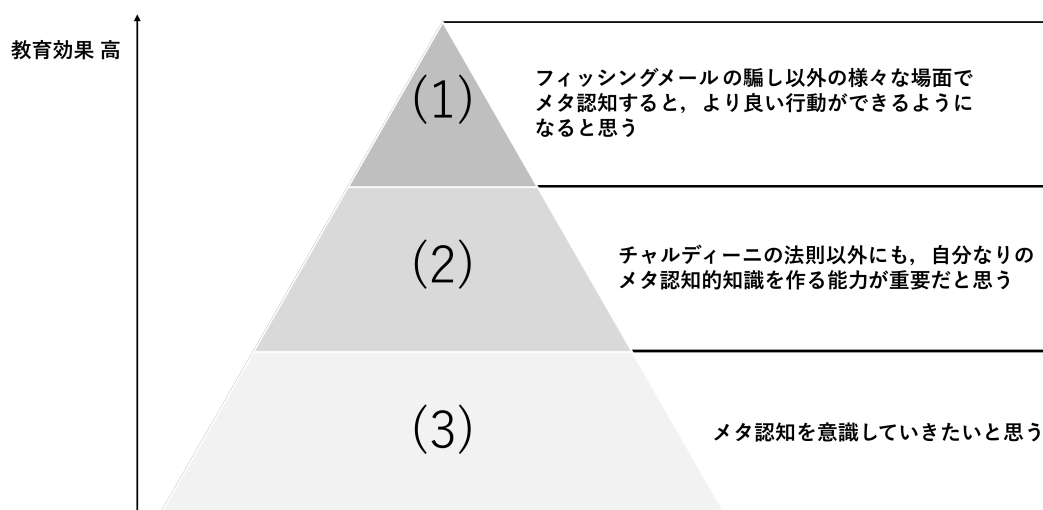 教育効果 高
(1)
フィッシングメールの騙し以外の様々な場面で
メタ認知すると，より良い行動ができるように
なると思う
(2)
チャルディーニの法則以外にも，自分なりの
メタ認知的知識を作る能力が重要だと思う
(3)
メタ認知を意識していきたいと思う